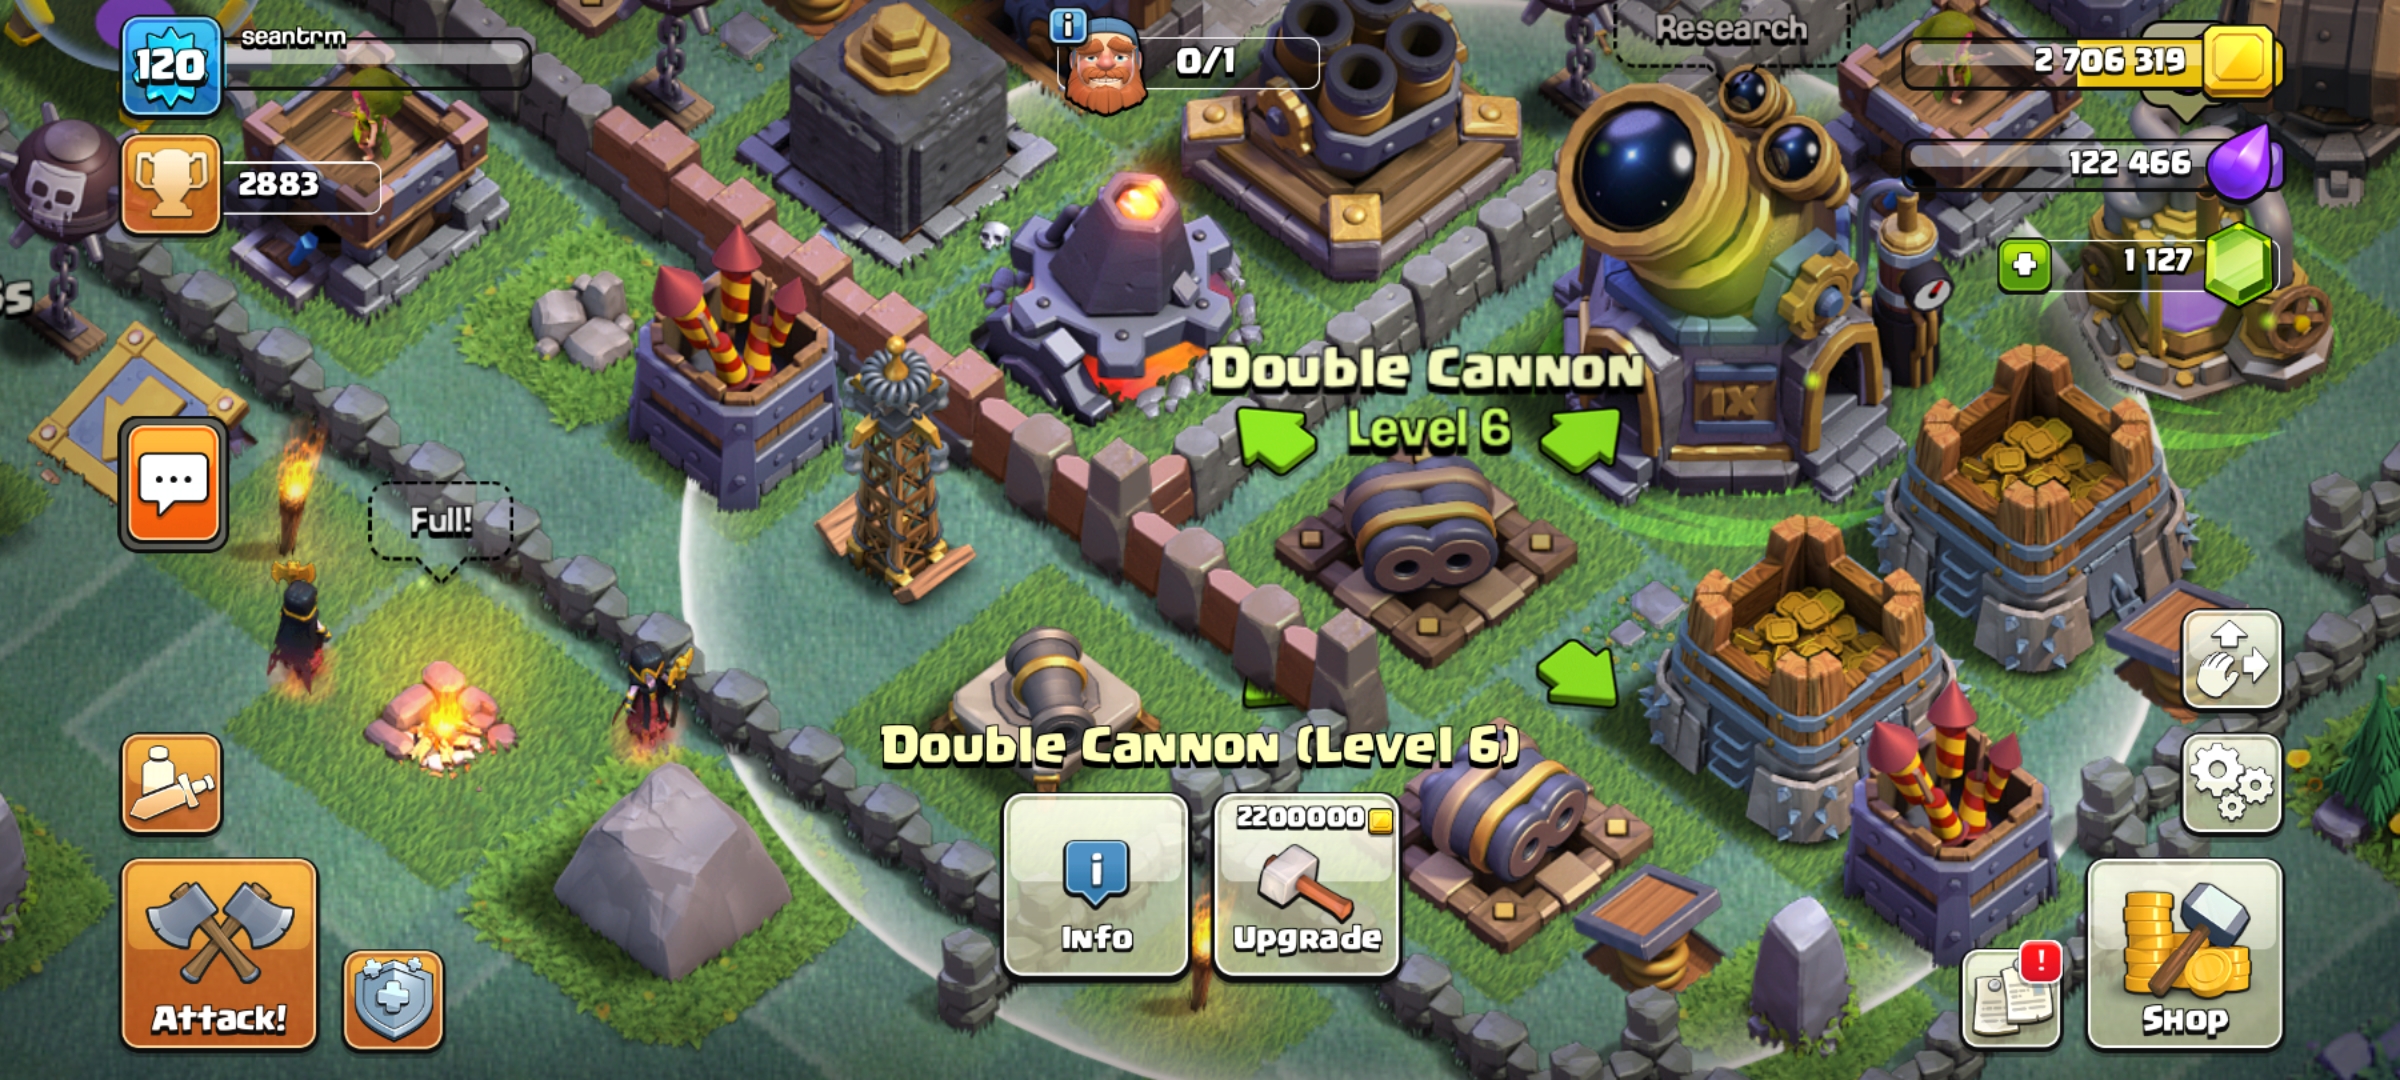 120
seantrm
0/1
Research
2 706 319
2883
122 466
1 127
Double Cannon
Level 6
IX
Full!
Double Cannon (Level 6)
2200000
Info
Upgrade
Attack!
!
Shop